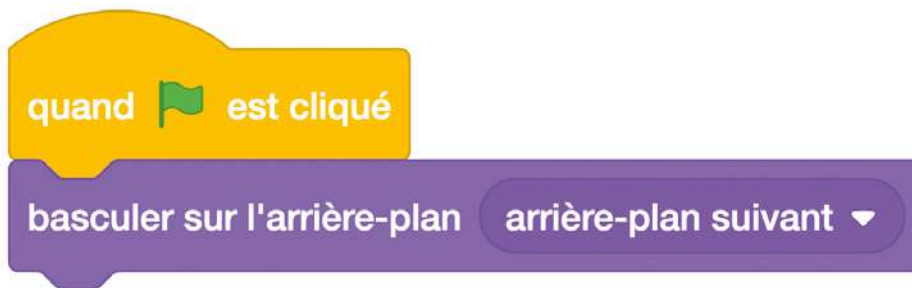 quand est cliqué
basculer sur l'arrière-plan arrière-plan suivant